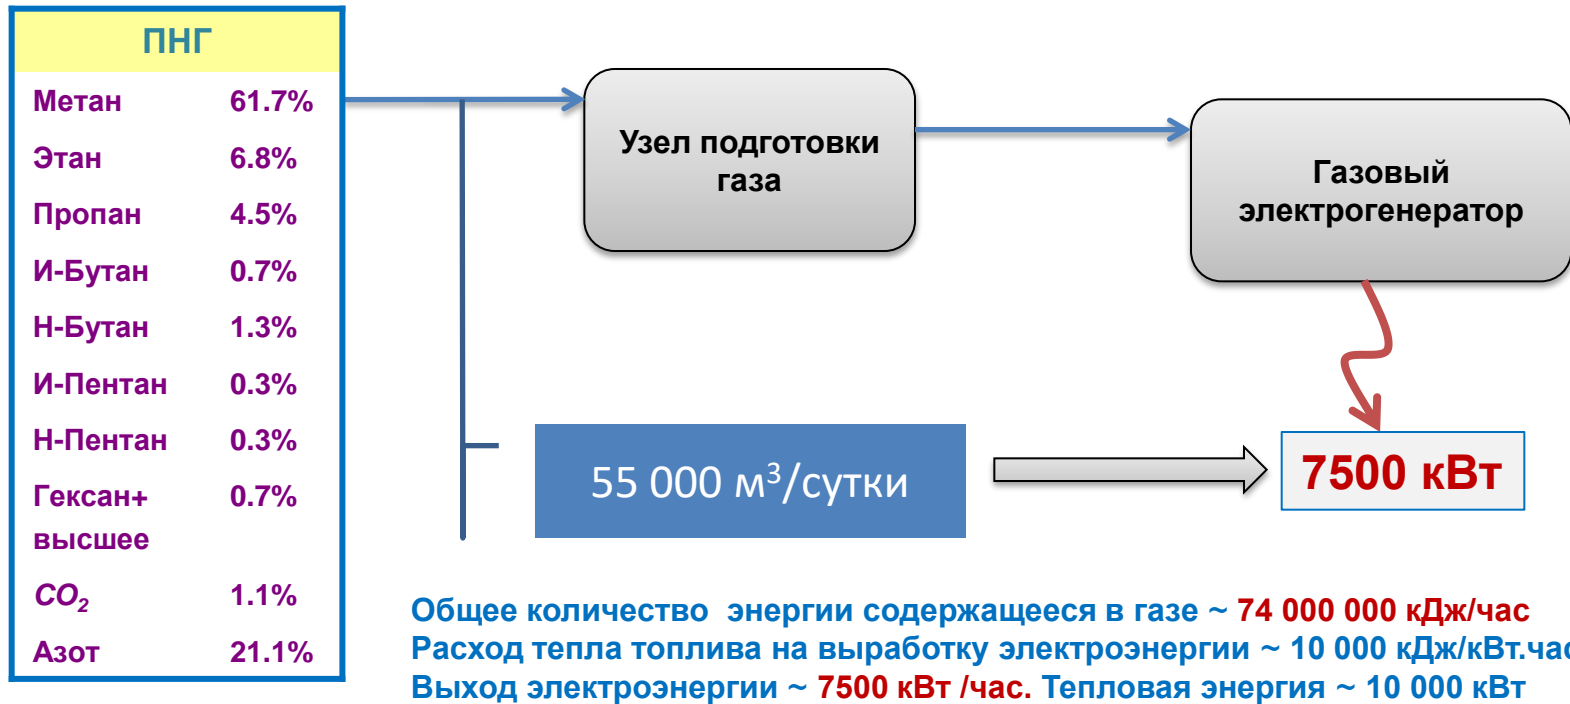 ПНГ
Метан 61.7%
Этан 6.8%
Пропан 4.5%
И-Бутан 0.7%
Н-Бутан 1.3%
И-Пентан 0.3%
Н-Пентан 0.3%
Гексан+ 0.7%
высшее
CO₂ 1.1%
Азот 21.1%
Узел подготовки
газа
Газовый
электрогенератор
55 000 м³/сутки
7500 кВт
Общее количество энергии содержащееся в газе ~ 74 000 000 кДж/час
Расход тепла топлива на выработку электроэнергии ~ 10 000 кДж/кВт.час
Выход электроэнергии ~ 7500 кВт /час. Тепловая энергия ~ 10 000 кВт